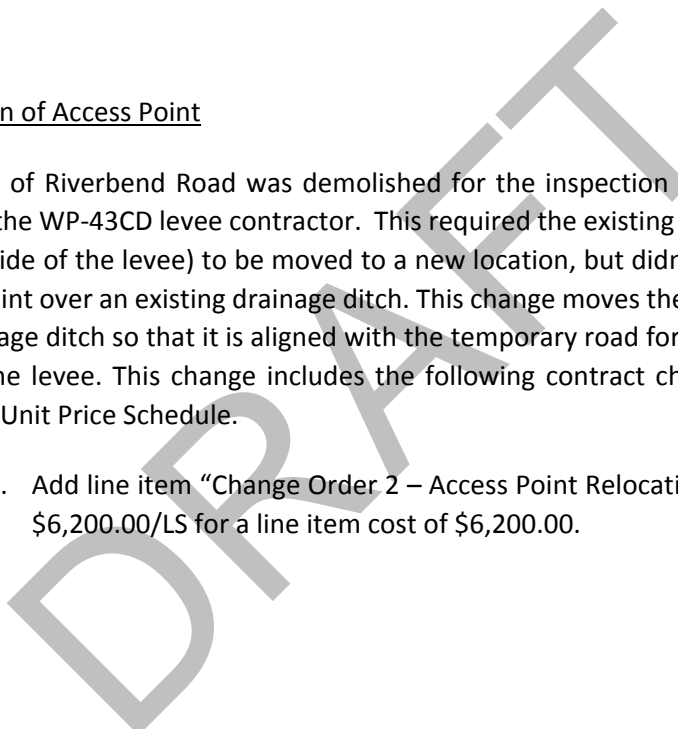 n of Access Point
of Riverbend Road was demolished for the inspection
the WP-43CD levee contractor. This required the existing
ide of the levee) to be moved to a new location, but didn
int over an existing drainage ditch. This change moves the
age ditch so that it is aligned with the temporary road for
he levee. This change includes the following contract ch
Unit Price Schedule.
. Add line item “Change Order 2 – Access Point Relocati
$6,200.00/LS for a line item cost of $6,200.00.
DRAFT